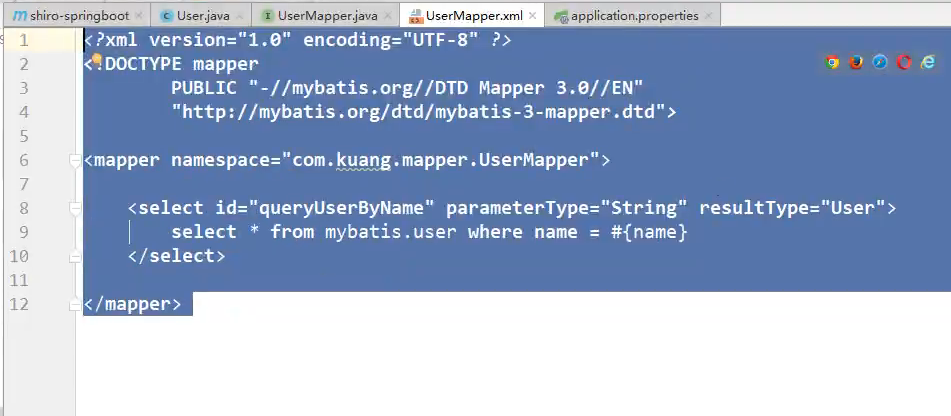 shiro-springboot User.java UserMapper.java UserMapper.xml application.properties
1 <?xml version="1.0" encoding="UTF-8" ?>
2 <!DOCTYPE mapper
3 PUBLIC "-//mybatis.org//DTD Mapper 3.0//EN"
4 "http://mybatis.org/dtd/mybatis-3-mapper.dtd">
5
6 <mapper namespace="com.kuang.mapper.UserMapper">
7
8 <select id="queryUserByName" parameterType="String" resultType="User">
9 select * from mybatis.user where name = #{name}
10 </select>
11
12 </mapper>